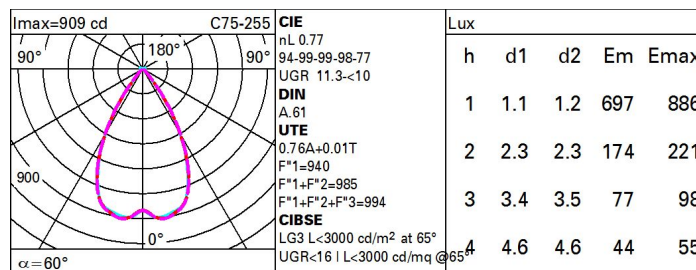 Imax=909 cd C75-255
90° 180° 90°
900
0°
α=60°
CIE
nL 0.77
94-99-99-98-77
UGR 11.3-<10
DIN
A.61
UTE
0.76A+0.01T
F"1=940
F"1+F"2=985
F"1+F"2+F"3=994
CIBSE
LG3 L<3000 cd/m² at 65°
UGR<16 | L<3000 cd/mq @65°
Lux
h d1 d2 Em Emax
1 1.1 1.2 697 886
2 2.3 2.3 174 221
3 3.4 3.5 77 98
4 4.6 4.6 44 55